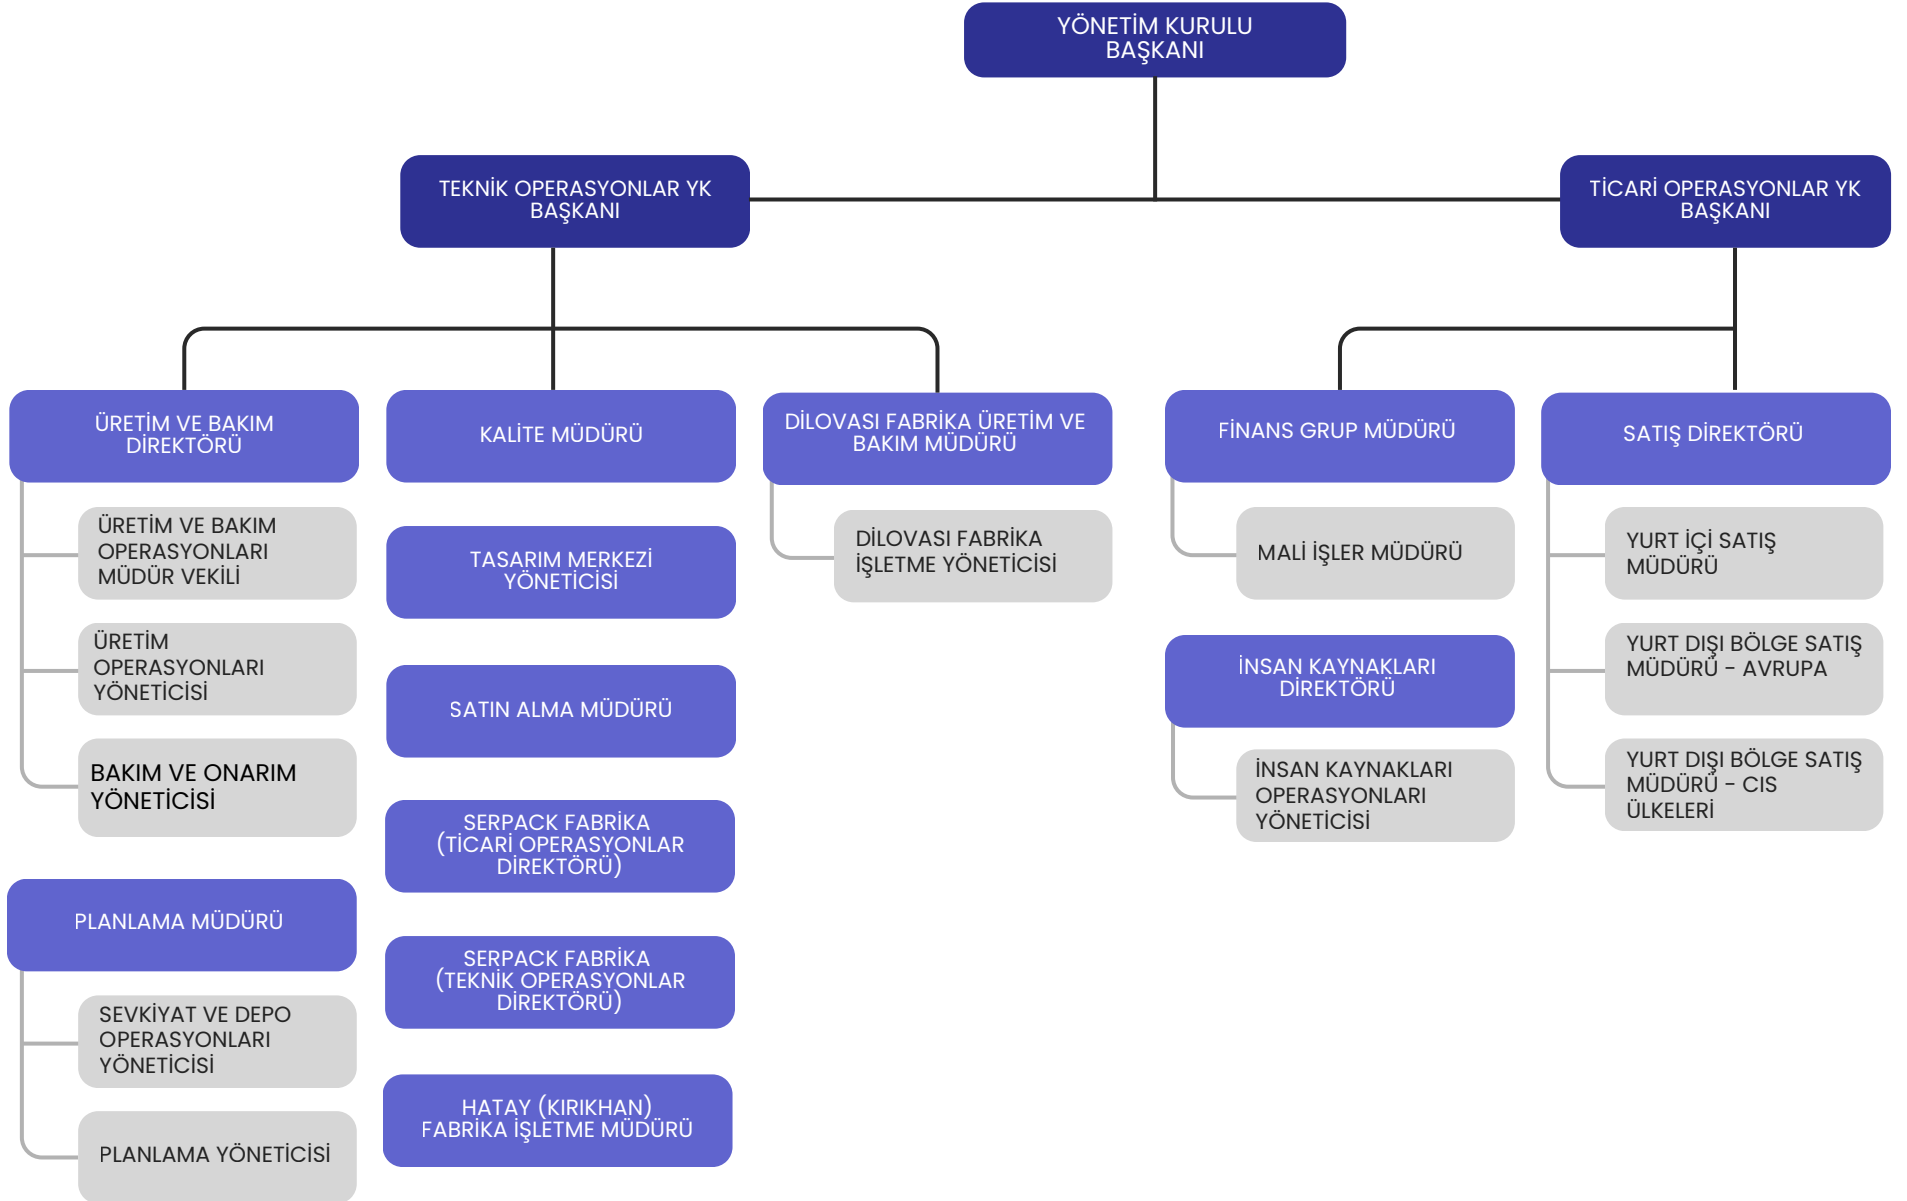 YÖNETİM KURULU
BAŞKANI
TEKNİK OPERASYONLAR YK
BAŞKANI
TİCARİ OPERASYONLAR YK
BAŞKANI
ÜRETİM VE BAKIM
DİREKTÖRÜ
ÜRETİM VE BAKIM
OPERASYONLARI
MÜDÜR VEKİLİ
ÜRETİM
OPERASYONLARI
YÖNETİCİSİ
BAKIM VE ONARIM
YÖNETİCİSİ
PLANLAMA MÜDÜRÜ
SEVKİYAT VE DEPO
OPERASYONLARI
YÖNETİCİSİ
PLANLAMA YÖNETİCİSİ
KALİTE MÜDÜRÜ
TASARIM MERKEZİ
YÖNETİCİSİ
SATIN ALMA MÜDÜRÜ
SERPACK FABRİKA
(TİCARİ OPERASYONLAR
DİREKTÖRÜ)
SERPACK FABRİKA
(TEKNİK OPERASYONLAR
DİREKTÖRÜ)
HATAY (KIRIKHAN)
FABRİKA İŞLETME MÜDÜRÜ
DİLOVASI FABRİKA ÜRETİM VE
BAKIM MÜDÜRÜ
DİLOVASI FABRİKA
İŞLETME YÖNETİCİSİ
FİNANS GRUP MÜDÜRÜ
MALİ İŞLER MÜDÜRÜ
İNSAN KAYNAKLARI
DİREKTÖRÜ
İNSAN KAYNAKLARI
OPERASYONLARI
YÖNETİCİSİ
SATIŞ DİREKTÖRÜ
YURT İÇİ SATIŞ
MÜDÜRÜ
YURT DIŞI BÖLGE SATIŞ
MÜDÜRÜ - AVRUPA
YURT DIŞI BÖLGE SATIŞ
MÜDÜRÜ - CIS
ÜLKELERİ